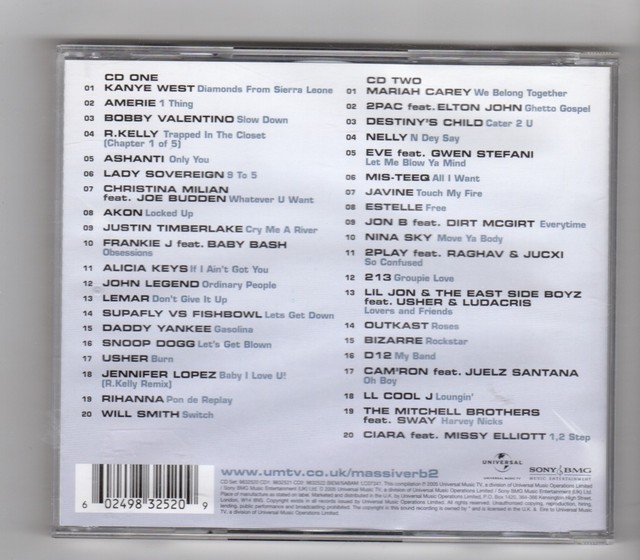 CD ONE
01 KANYE WEST Diamonds From Sierra Leone
02 AMERIE 1 Thing
03 BOBBY VALENTINO Slow Down
04 R.KELLY Trapped In The Closet
(Chapter 1 of 5)
05 ASHANTI Only You
06 LADY SOVEREIGN 9 To 5
07 CHRISTINA MILIAN
feat. JOE BUDDEN Whatever U Want
08 AKON Locked Up
09 JUSTIN TIMBERLAKE Cry Me A River
10 FRANKIE J feat. BABY BASH
Obsessions
11 ALICIA KEYS If I Ain't Got You
12 JOHN LEGEND Ordinary People
13 LEMAR Don't Give It Up
14 SUPAFLY VS FISHBOWL Lets Get Down
15 DADDY YANKEE Gasolina
16 SNOOP DOGG Let's Get Blown
17 USHER Burn
18 JENNIFER LOPEZ Baby I Love U!
(R.Kelly Remix)
19 RIHANNA Pon de Replay
20 WILL SMITH Switch
CD TWO
01 MARIAH CAREY We Belong Together
02 2PAC feat. ELTON JOHN Ghetto Gospel
03 DESTINY'S CHILD Cater 2 U
04 NELLY N Dey Say
05 EVE feat. GWEN STEFANI
Let Me Blow Ya Mind
06 MIS-TEEQ All I Want
07 JAVINE Touch My Fire
08 ESTELLE Free
09 JON B feat. DIRT MCGIRT Everytime
10 NINA SKY Move Ya Body
11 2PLAY feat. RAGHAV & JUCXI
So Confused
12 213 Groupie Love
13 LIL JON & THE EAST SIDE BOYZ
feat. USHER & LUDACRIS
Lovers and Friends
14 OUTKAST Roses
15 BIZARRE Rockstar
16 D12 My Band
17 CAM'RON feat. JUELZ SANTANA
Oh Boy
18 LL COOL J Loungin'
19 THE MITCHELL BROTHERS
feat. SWAY Harvey Nicks
20 CIARA feat. MISSY ELLIOTT 1,2 Step
6 02498 32520 9
www.umtv.co.uk/massiverb2
UNIVERSAL
SONY BMG
MUSIC ENTERTAINMENT